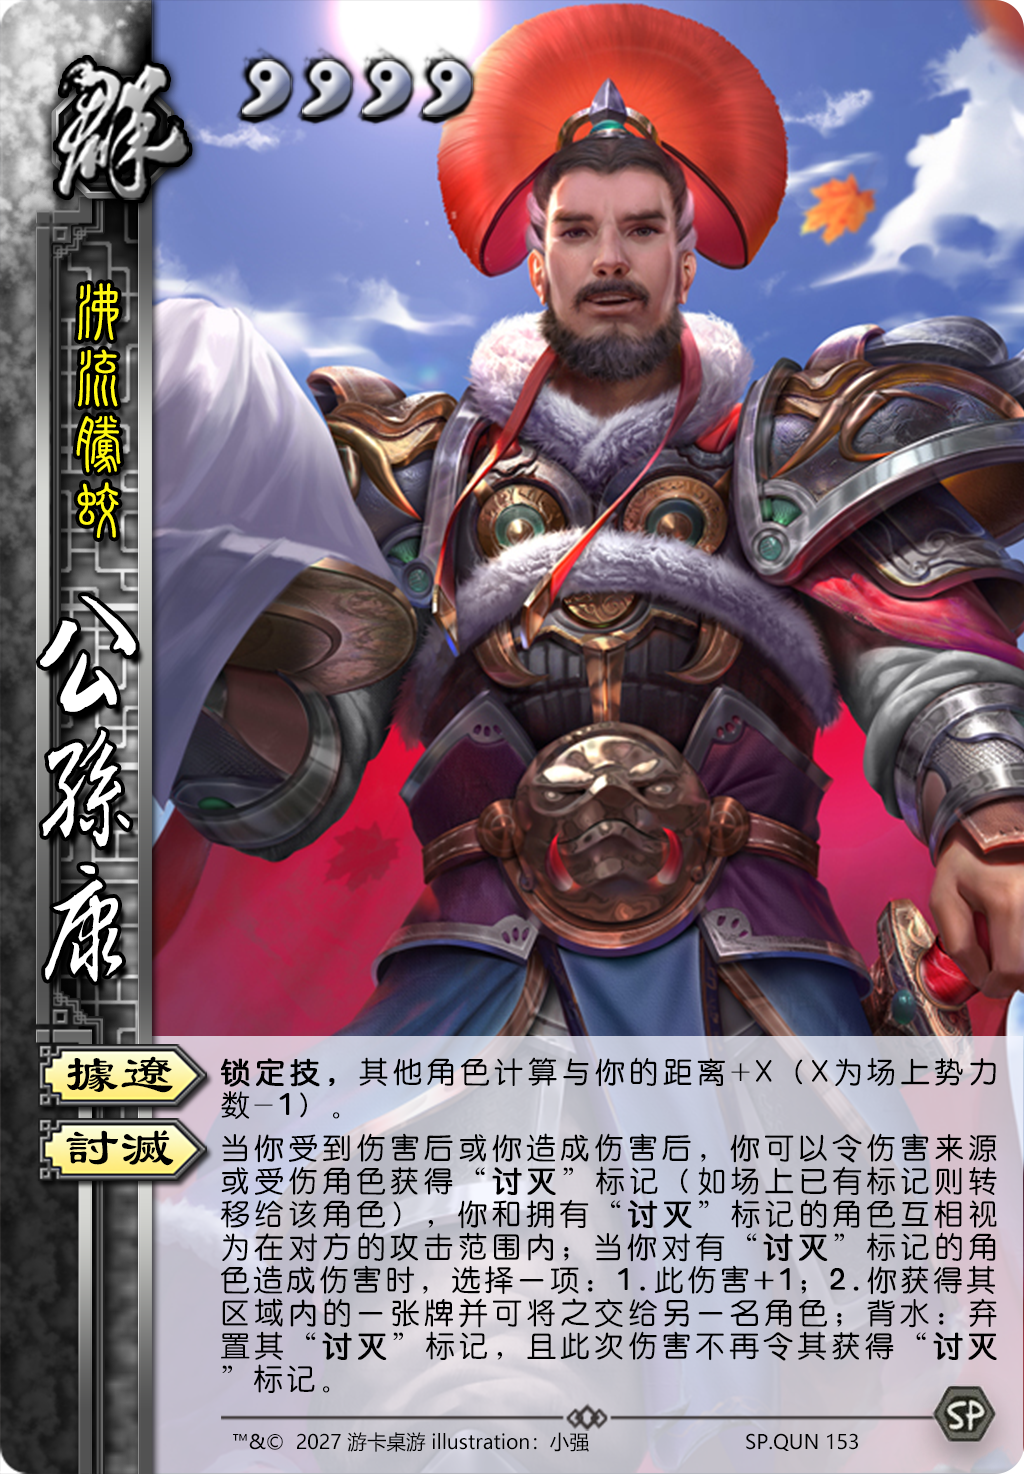 群
沸流騰蛟
公孫康
據遼
锁定技，其他角色计算与你的距离+X（X为场上势力
数-1）。
討滅
当你受到伤害后或你造成伤害后，你可以令伤害来源
或受伤角色获得“讨灭”标记（如场上已有标记则转
移给该角色），你和拥有“讨灭”标记的角色互相视
为在对方的攻击范围内；当你对有“讨灭”标记的角
色造成伤害时，选择一项：1.此伤害+1；2.你获得其
区域内的一张牌并可将之交给另一名角色；背水：弃
置其“讨灭”标记，且此次伤害不再令其获得“讨灭
”标记。
SP
™&© 2027 游卡桌游 illustration：小强
SP.QUN 153